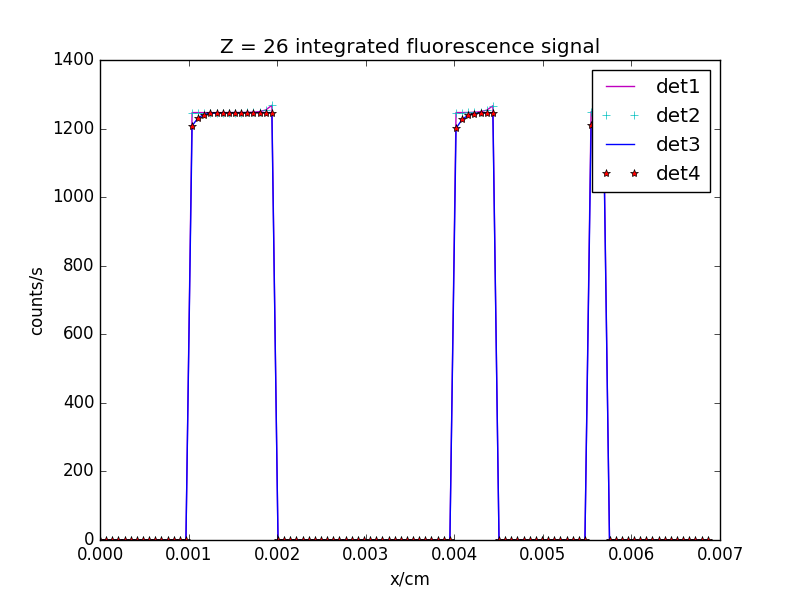 Z = 26 integrated fluorescence signal
1400
1200
1000
800
600
400
200
0
counts/s
det1
det2
det3
det4
0.000 0.001 0.002 0.003 0.004 0.005 0.006 0.007
x/cm